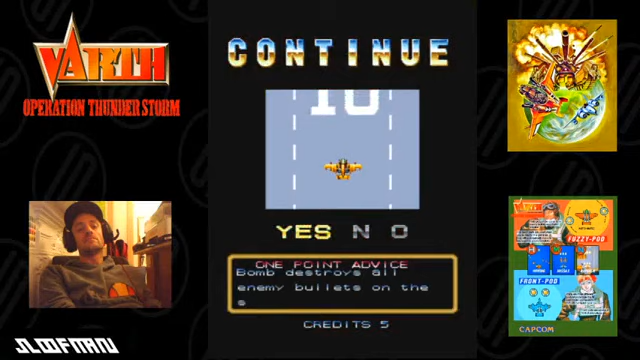 VARTH
OPERATION THUNDER STORM
CONTINUE
10
YES NO
ONE POINT ADVICE
Bomb destroys all
enemy bullets on the
s
CREDITS 5
FUZZY-POD
FRONT-POD
CAPCOM